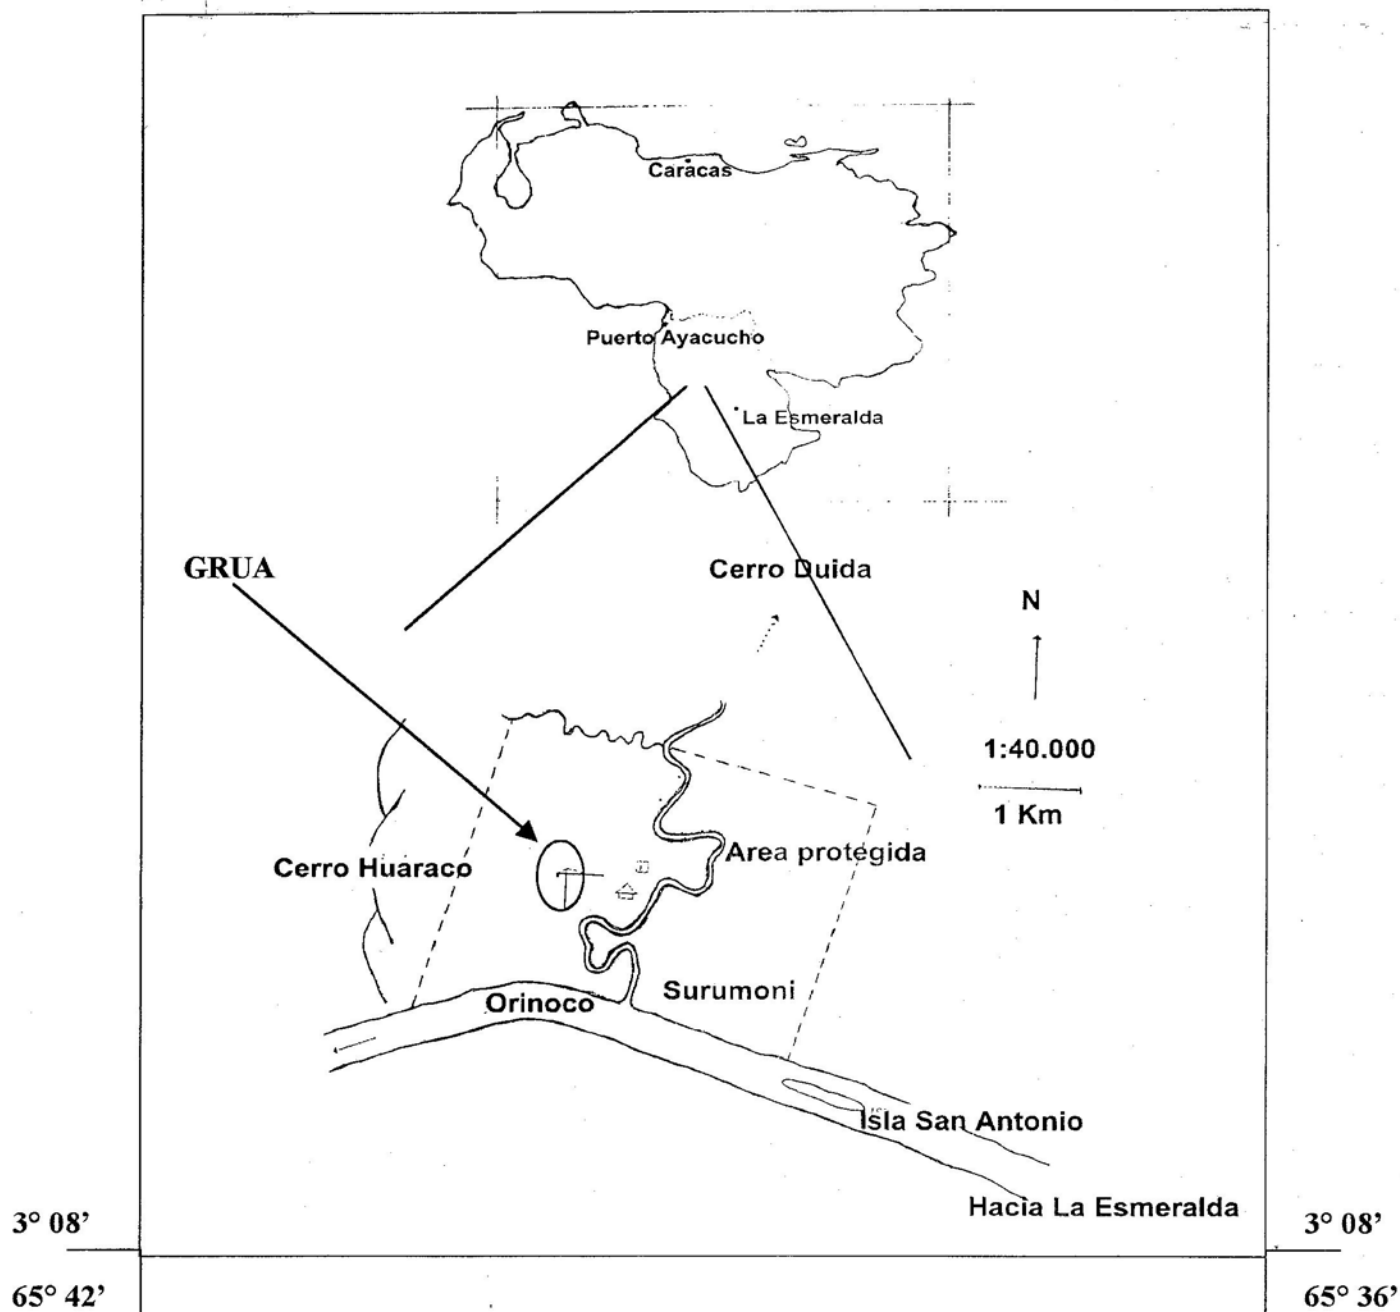 Caracas
Puerto Ayacucho
La Esmeralda
GRUA
Cerro Duida
N
1:40.000
1 Km
Area protegida
Cerro Huaraco
Surumoni
Orinoco
Isla San Antonio
Hacia La Esmeralda
3° 08’
3° 08’
65° 42’
65° 36’